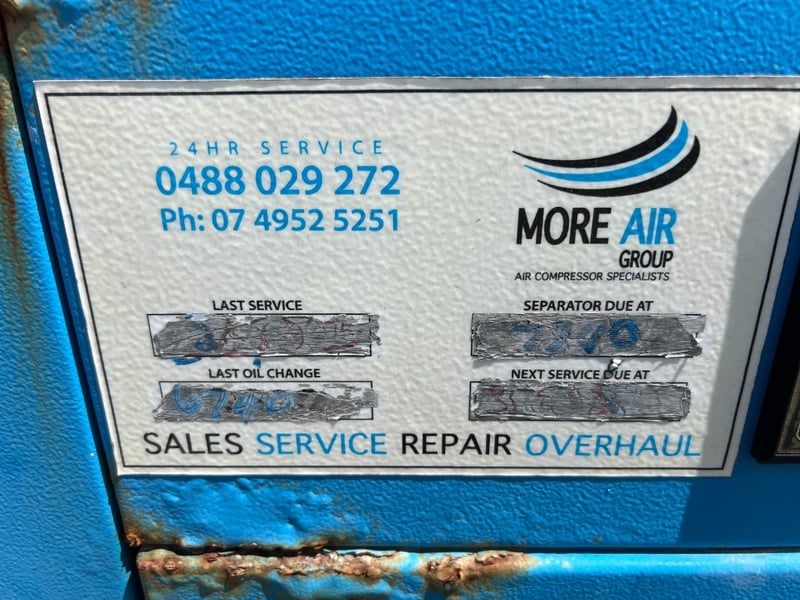 24HR SERVICE
0488 029 272
Ph: 07 4952 5251
MORE AIR
GROUP
AIR COMPRESSOR SPECIALISTS
LAST SERVICE
SEPARATOR DUE AT
LAST OIL CHANGE
NEXT SERVICE DUE AT
6740
SALES SERVICE REPAIR OVERHAUL